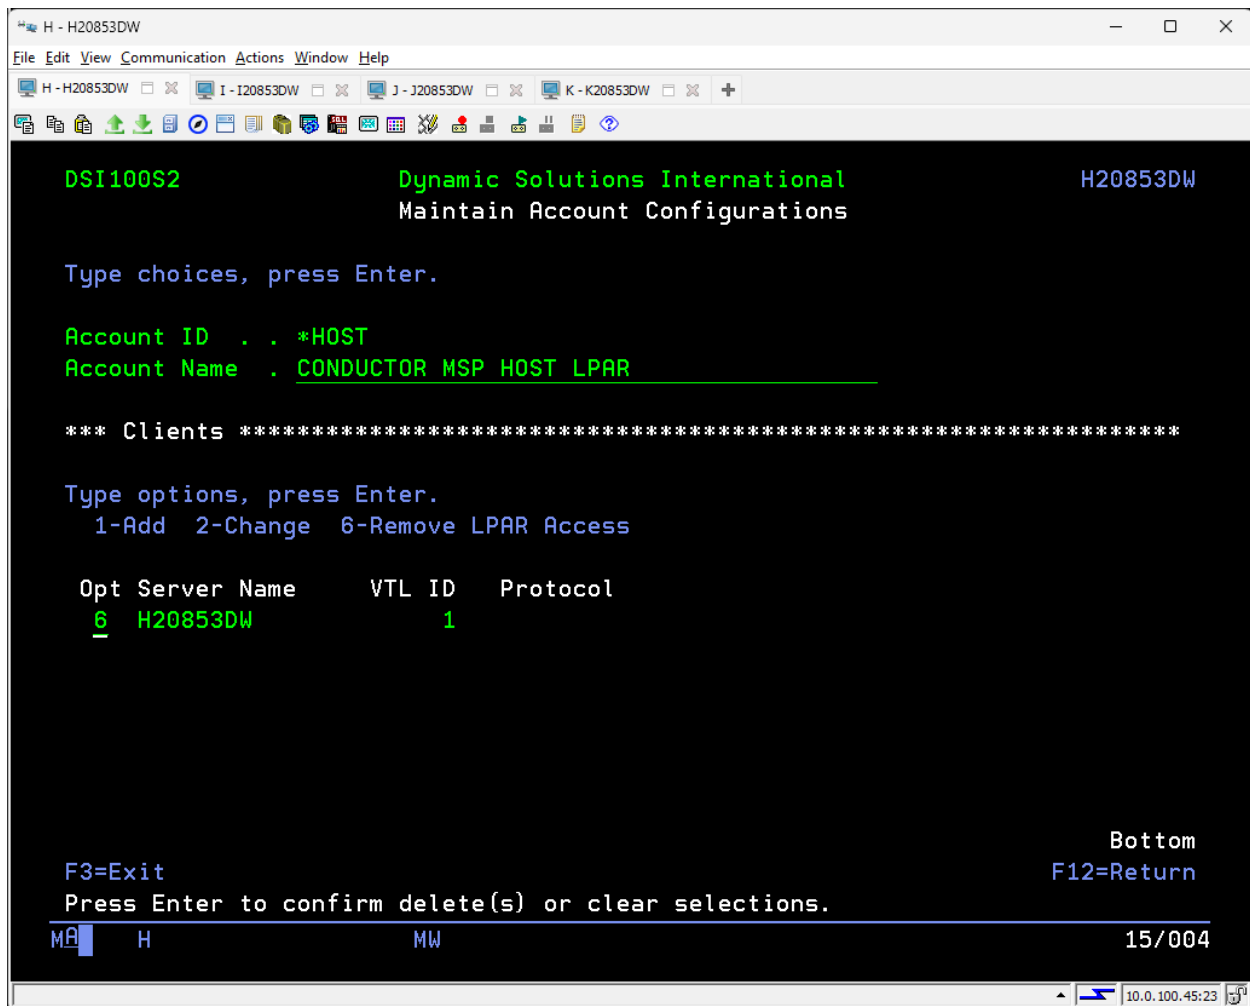 H - H20853DW
File Edit View Communication Actions Window Help
H - H20853DW I - I20853DW J - J20853DW K - K20853DW
DSI100S2 Dynamic Solutions International H20853DW
Maintain Account Configurations
Type choices, press Enter.
Account ID . . *HOST
Account Name . CONDUCTOR MSP HOST LPAR
*** Clients *****************************************************************
Type options, press Enter.
1-Add 2-Change 6-Remove LPAR Access
Opt Server Name VTL ID Protocol
6 H20853DW 1
Bottom
F3=Exit F12=Return
Press Enter to confirm delete(s) or clear selections.
MA H MW 15/004
10.0.100.45:23